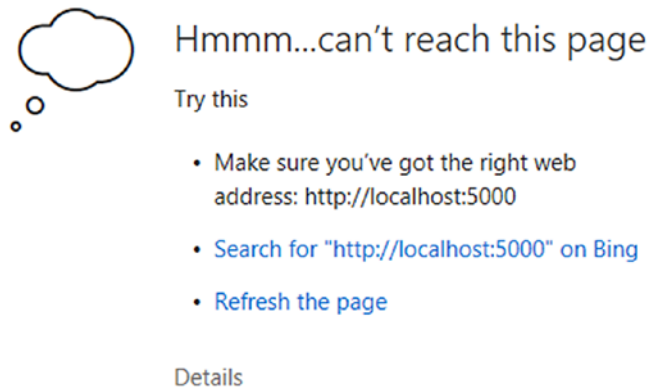 Hmmm...can't reach this page
Try this
• Make sure you've got the right web
address: http://localhost:5000
• Search for "http://localhost:5000" on Bing
• Refresh the page
Details